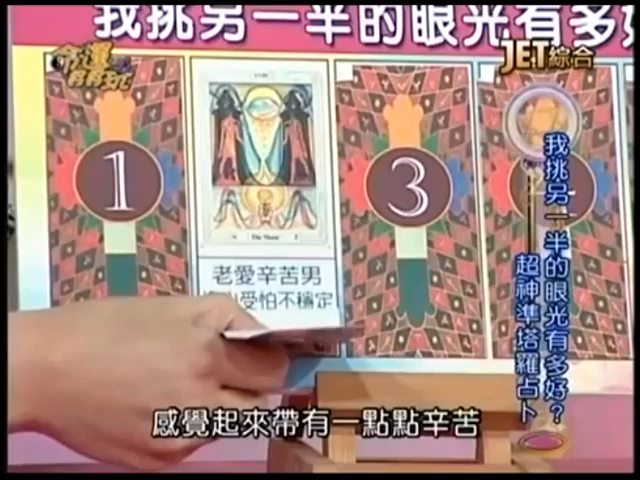 我挑另一半的眼光有多好
命運好好玩
JET綜合
1
3
The Moon
老愛辛苦男
受怕不穩定
我挑另一半的眼光有多好？
超神準塔羅占卜
感覺起來帶有一點點辛苦